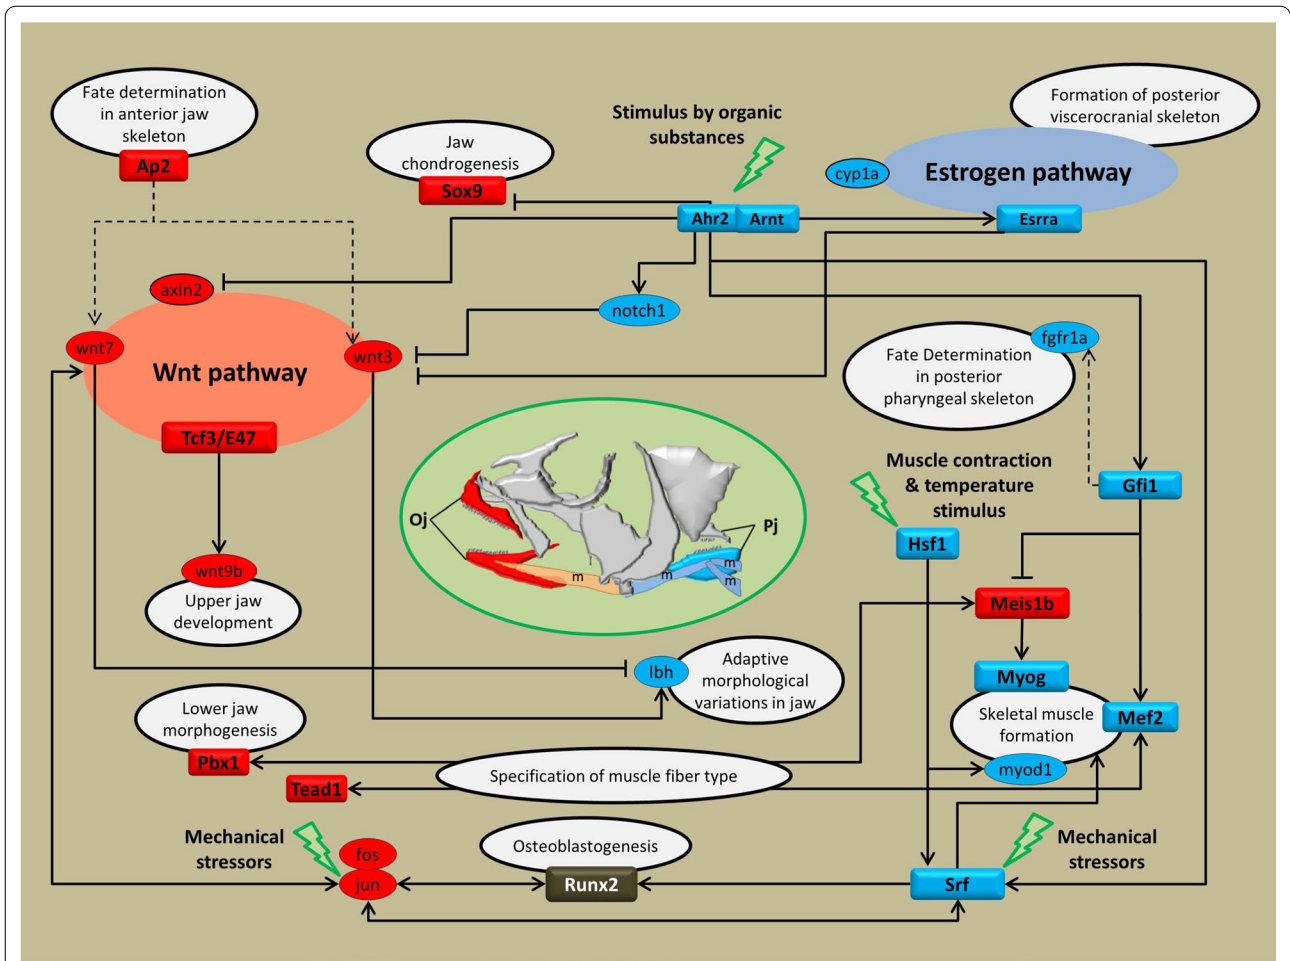 Fate determination
in anterior jaw
skeleton
Ap2
Jaw
chondrogenesis
Sox9
Stimulus by organic
substances
Formation of posterior
viscerocranial skeleton
cyp1a
Estrogen pathway
Ahr2
Arnt
Esrra
axin2
notch1
wnt7
wnt3
Wnt pathway
Tcf3/E47
fgfr1a
Fate Determination
in posterior
pharyngeal skeleton
Muscle contraction
& temperature
stimulus
Gfi1
Hsf1
Oj
Pj
m
m
m
m
wnt9b
Upper jaw
development
Meis1b
lbh
Adaptive
morphological
variations in jaw
Myog
Skeletal muscle
formation
Mef2
myod1
Lower jaw
morphogenesis
Pbx1
Specification of muscle fiber type
Tead1
Mechanical
stressors
fos
jun
Osteoblastogenesis
Runx2
Srf
Mechanical
stressors